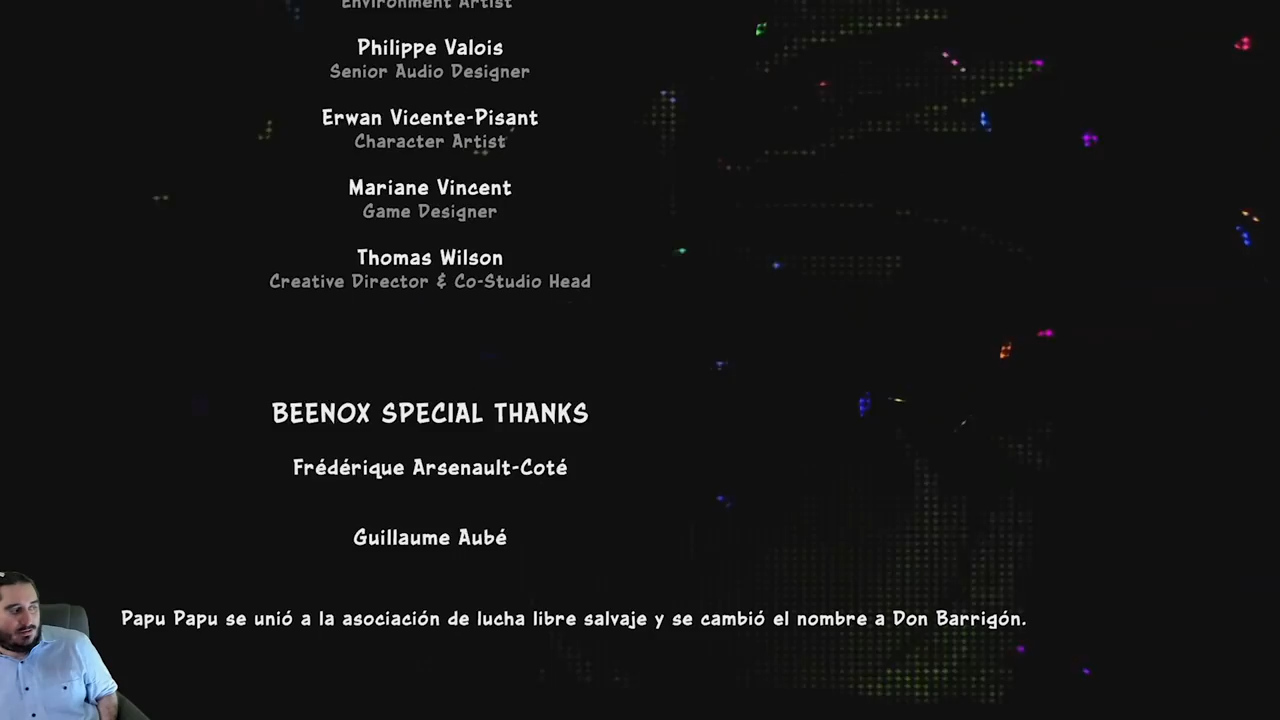 Environment Artist
Philippe Valois
Senior Audio Designer
Erwan Vicente-Pisant
Character Artist
Mariane Vincent
Game Designer
Thomas Wilson
Creative Director & Co-Studio Head
BEENOX SPECIAL THANKS
Frédérique Arsenault-Coté
Guillaume Aubé
Papu Papu se unió a la asociación de lucha libre salvaje y se cambió el nombre a Don Barrigón.